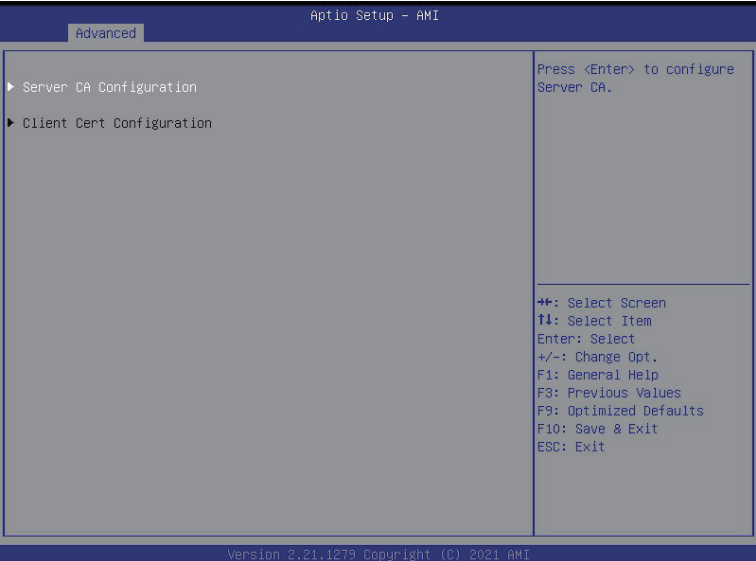 Aptio Setup – AMI
Advanced
Server CA Configuration
Client Cert Configuration
Press <Enter> to configure
Server CA.
→←: Select Screen
↑↓: Select Item
Enter: Select
+/-: Change Opt.
F1: General Help
F3: Previous Values
F9: Optimized Defaults
F10: Save & Exit
ESC: Exit
Version 2.21.1279 Copyright (C) 2021 AMI